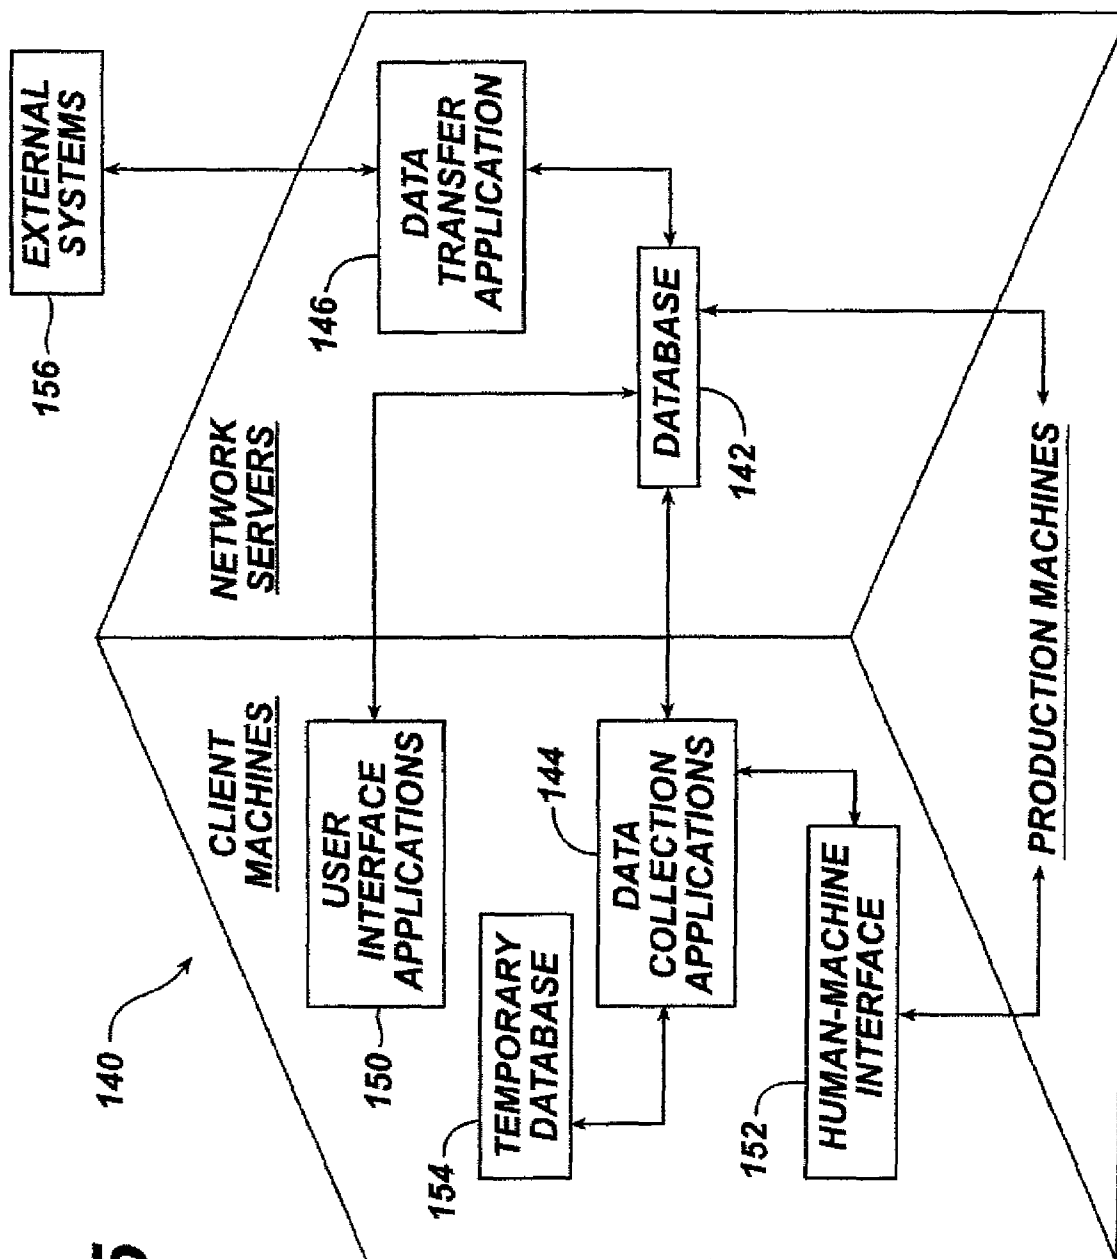 140
CLIENT
MACHINES
NETWORK
SERVERS
156
EXTERNAL
SYSTEMS
150
USER
INTERFACE
APPLICATIONS
146
DATA
TRANSFER
APPLICATION
154
TEMPORARY
DATABASE
144
DATA
COLLECTION
APPLICATIONS
DATABASE
142
152
HUMAN-MACHINE
INTERFACE
PRODUCTION MACHINES